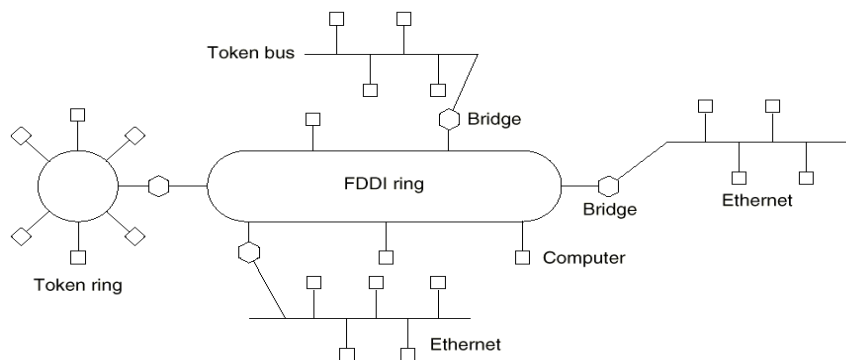 Token bus
Bridge
FDDI ring
Bridge
Ethernet
Computer
Token ring
Ethernet